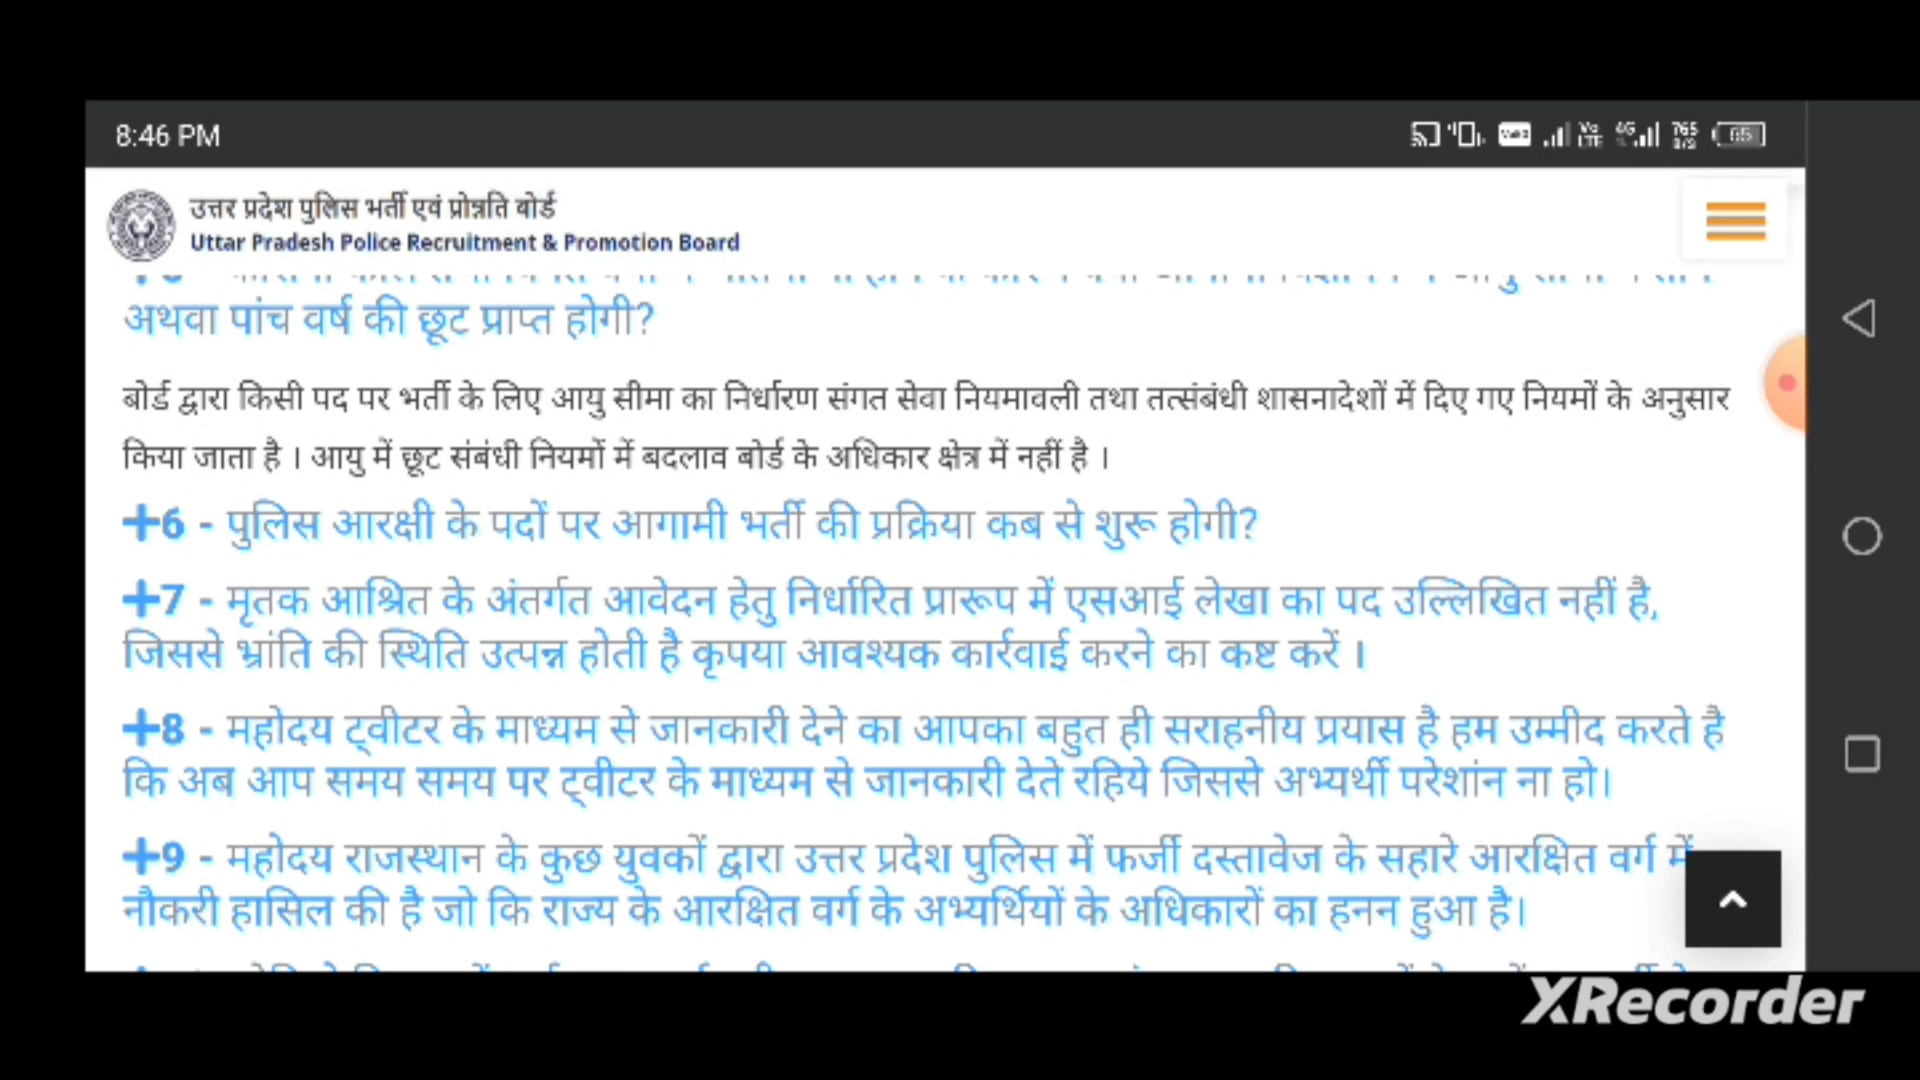 8:46 PM
उत्तर प्रदेश पुलिस भर्ती एवं प्रोन्नति बोर्ड
Uttar Pradesh Police Recruitment & Promotion Board
अथवा पांच वर्ष की छूट प्राप्त होगी?
बोर्ड द्वारा किसी पद पर भर्ती के लिए आयु सीमा का निर्धारण संगत सेवा नियमावली तथा तत्संबंधी शासनादेशों में दिए गए नियमों के अनुसार
किया जाता है । आयु में छूट संबंधी नियमों में बदलाव बोर्ड के अधिकार क्षेत्र में नहीं है ।
+6 - पुलिस आरक्षी के पदों पर आगामी भर्ती की प्रक्रिया कब से शुरू होगी?
+7 - मृतक आश्रित के अंतर्गत आवेदन हेतु निर्धारित प्रारूप में एसआई लेखा का पद उल्लिखित नहीं है,
जिससे भ्रांति की स्थिति उत्पन्न होती है कृपया आवश्यक कार्रवाई करने का कष्ट करें ।
+8 - महोदय ट्वीटर के माध्यम से जानकारी देने का आपका बहुत ही सराहनीय प्रयास है हम उम्मीद करते है
कि अब आप समय समय पर ट्वीटर के माध्यम से जानकारी देते रहिये जिससे अभ्यर्थी परेशांन ना हो।
+9 - महोदय राजस्थान के कुछ युवकों द्वारा उत्तर प्रदेश पुलिस में फर्जी दस्तावेज के सहारे आरक्षित वर्ग में
नौकरी हासिल की है जो कि राज्य के आरक्षित वर्ग के अभ्यर्थियों के अधिकारों का हनन हुआ है।
XRecorder